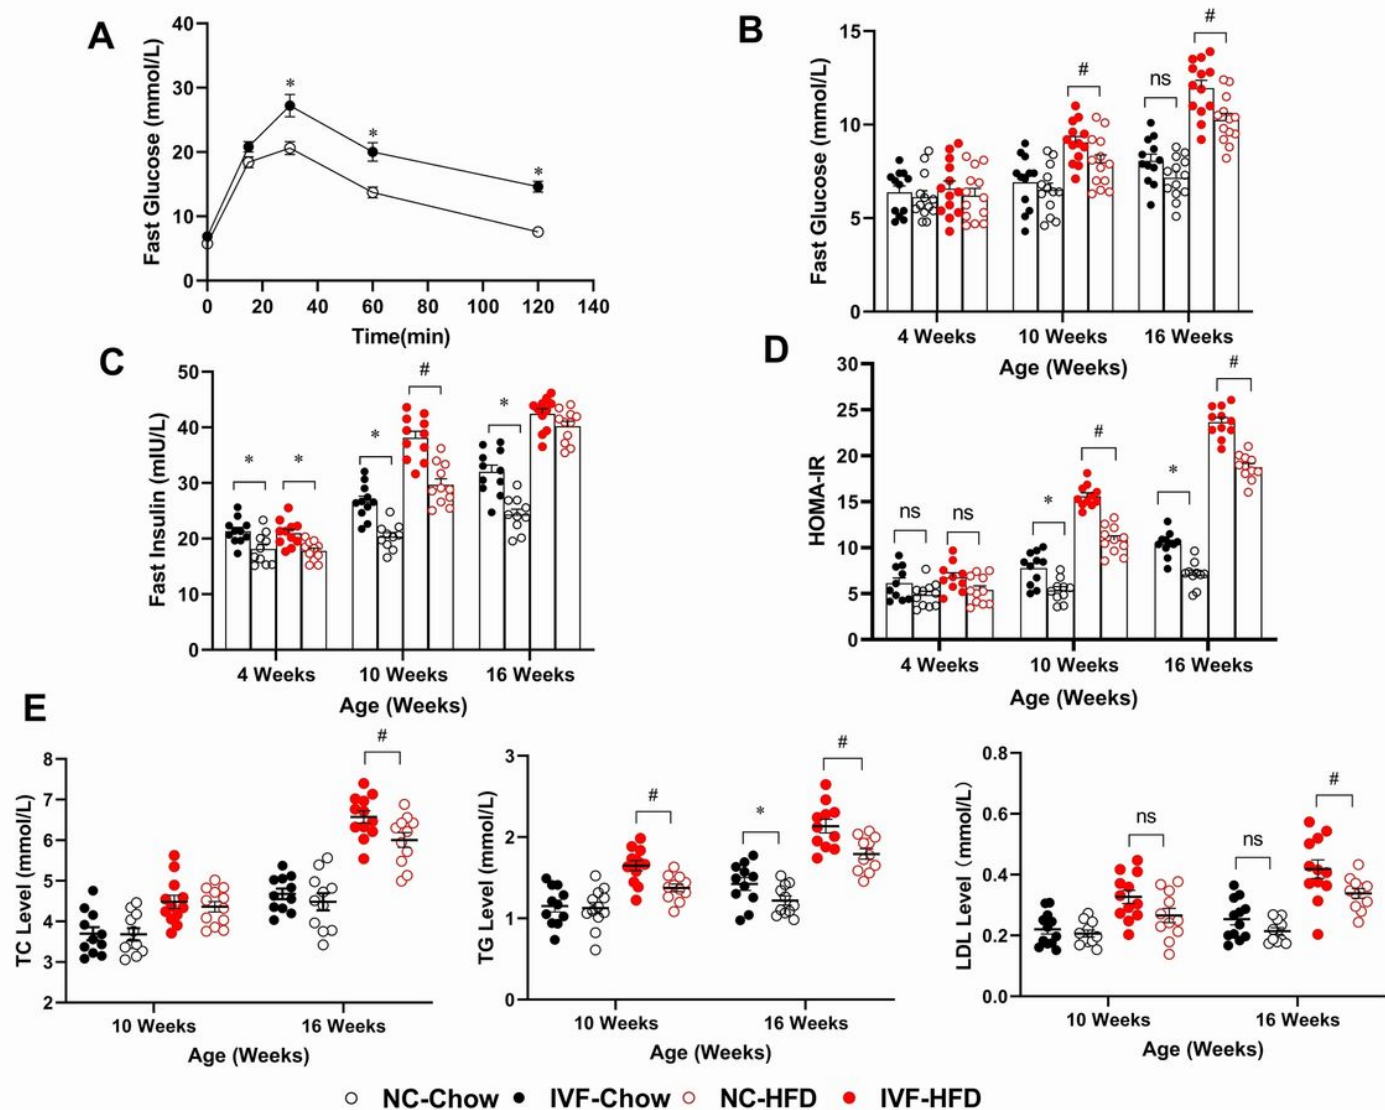 A
Fast Glucose (mmol/L)
40
30
20
10
0
*
*
*
0 20 40 60 80 100 120 140
Time(min)
B
Fast Glucose (mmol/L)
15
10
5
0
#
ns
#
4 Weeks 10 Weeks 16 Weeks
Age (Weeks)
C
Fast Insulin (mIU/L)
50
40
30
20
10
0
* * * # *
4 Weeks 10 Weeks 16 Weeks
Age (Weeks)
D
HOMA-IR
30
25
20
15
10
5
0
ns ns * # * #
4 Weeks 10 Weeks 16 Weeks
Age (Weeks)
E
TC Level (mmol/L)
8
7
6
5
4
3
2
#
10 Weeks 16 Weeks
Age (Weeks)
TG Level (mmol/L)
3
2
1
0
# * #
10 Weeks 16 Weeks
Age (Weeks)
LDL Level (mmol/L)
0.8
0.6
0.4
0.2
0.0
ns ns #
10 Weeks 16 Weeks
Age (Weeks)
NC-Chow IVF-Chow NC-HFD IVF-HFD